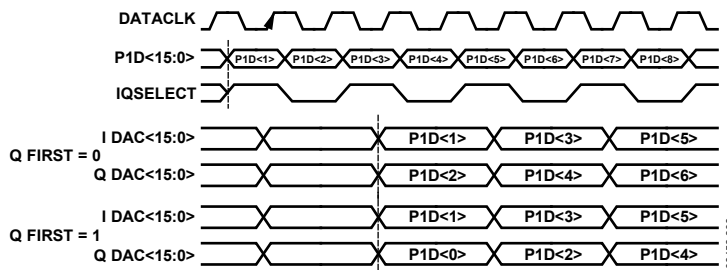 DATACLK
P1D<15:0>
P1D<1> P1D<2> P1D<3> P1D<4> P1D<5> P1D<6> P1D<7> P1D<8>
IQSELECT
Q FIRST = 0
I DAC<15:0>
P1D<1> P1D<3> P1D<5>
Q DAC<15:0>
P1D<2> P1D<4> P1D<6>
Q FIRST = 1
I DAC<15:0>
P1D<1> P1D<3> P1D<5>
Q DAC<15:0>
P1D<0> P1D<2> P1D<4>